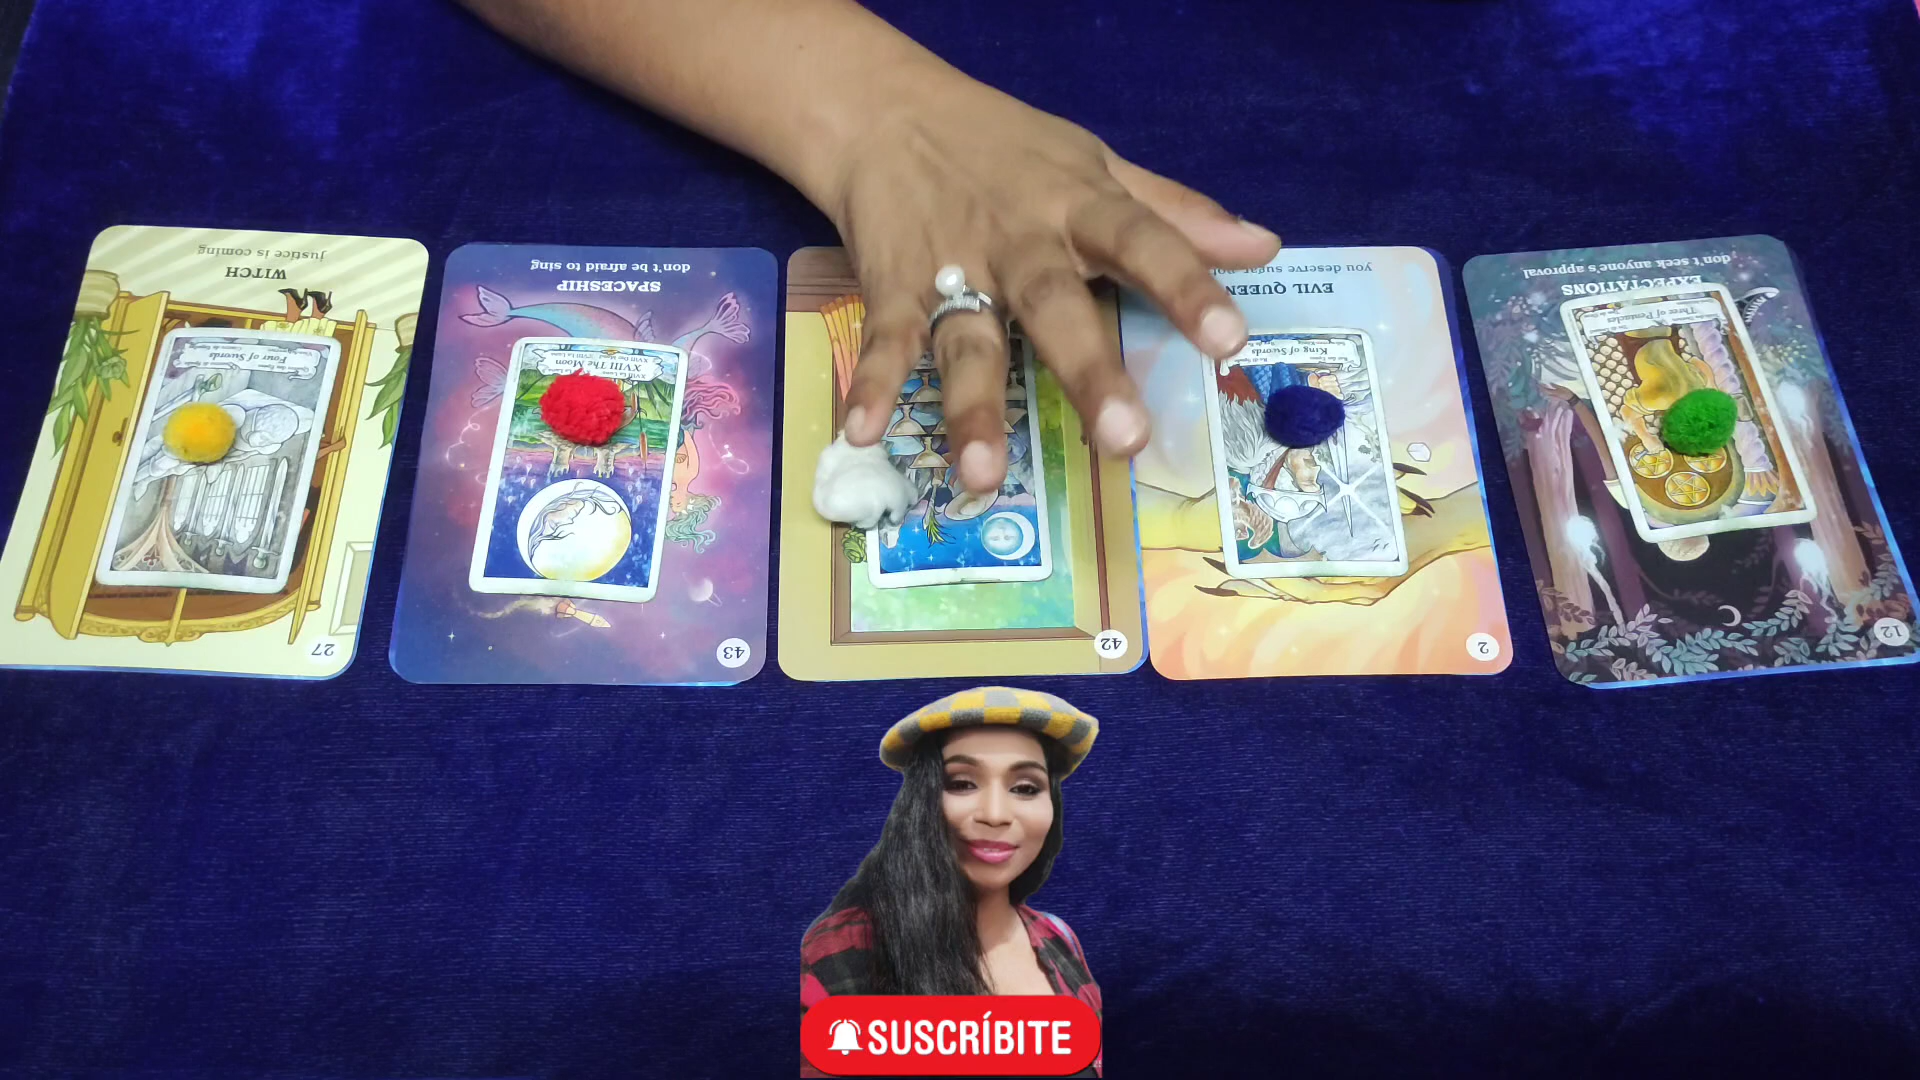 justice is coming
WITCH
Four of Swords
27
don't be afraid to sing
SPACESHIP
XVIII The Moon
43
42
you deserve sugar
EVIL QUEEN
King of Swords
2
don't seek anyone's approval
EXPECTATIONS
Three of Pentacles
12
SUSCRÍBITE